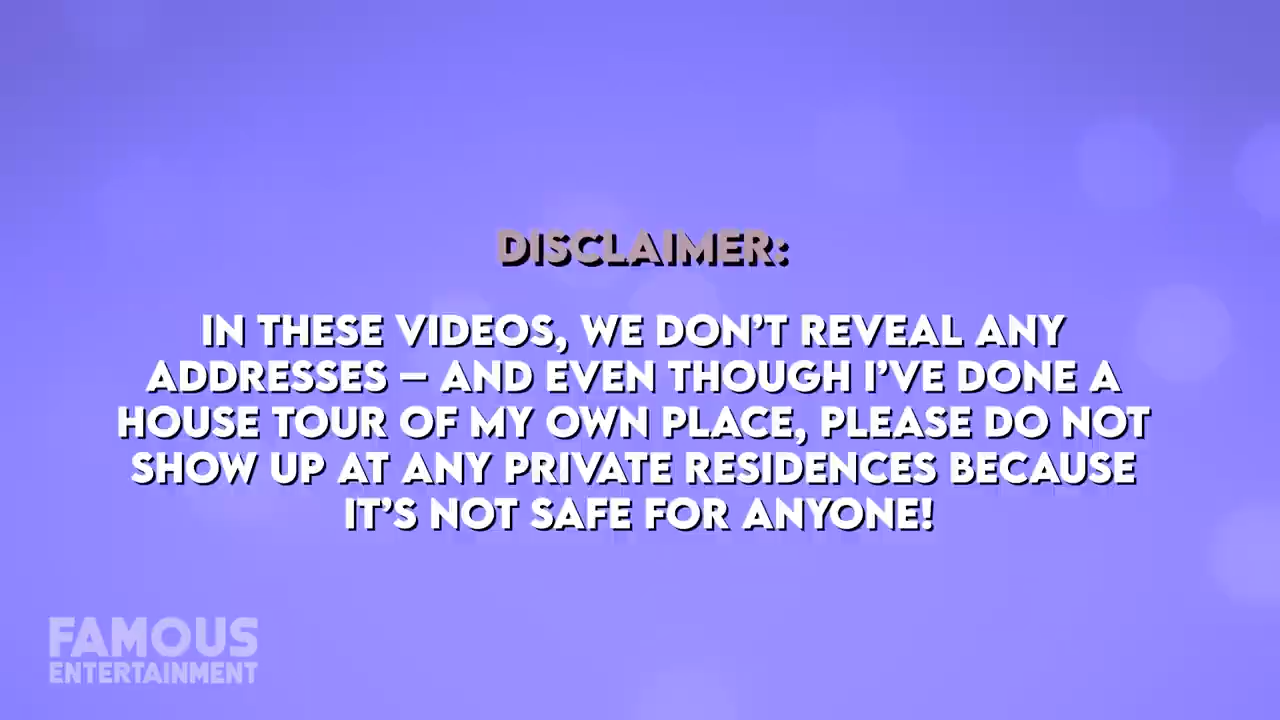 DISCLAIMER:
IN THESE VIDEOS, WE DON'T REVEAL ANY
ADDRESSES – AND EVEN THOUGH I'VE DONE A
HOUSE TOUR OF MY OWN PLACE, PLEASE DO NOT
SHOW UP AT ANY PRIVATE RESIDENCES BECAUSE
IT'S NOT SAFE FOR ANYONE!
FAMOUS
ENTERTAINMENT